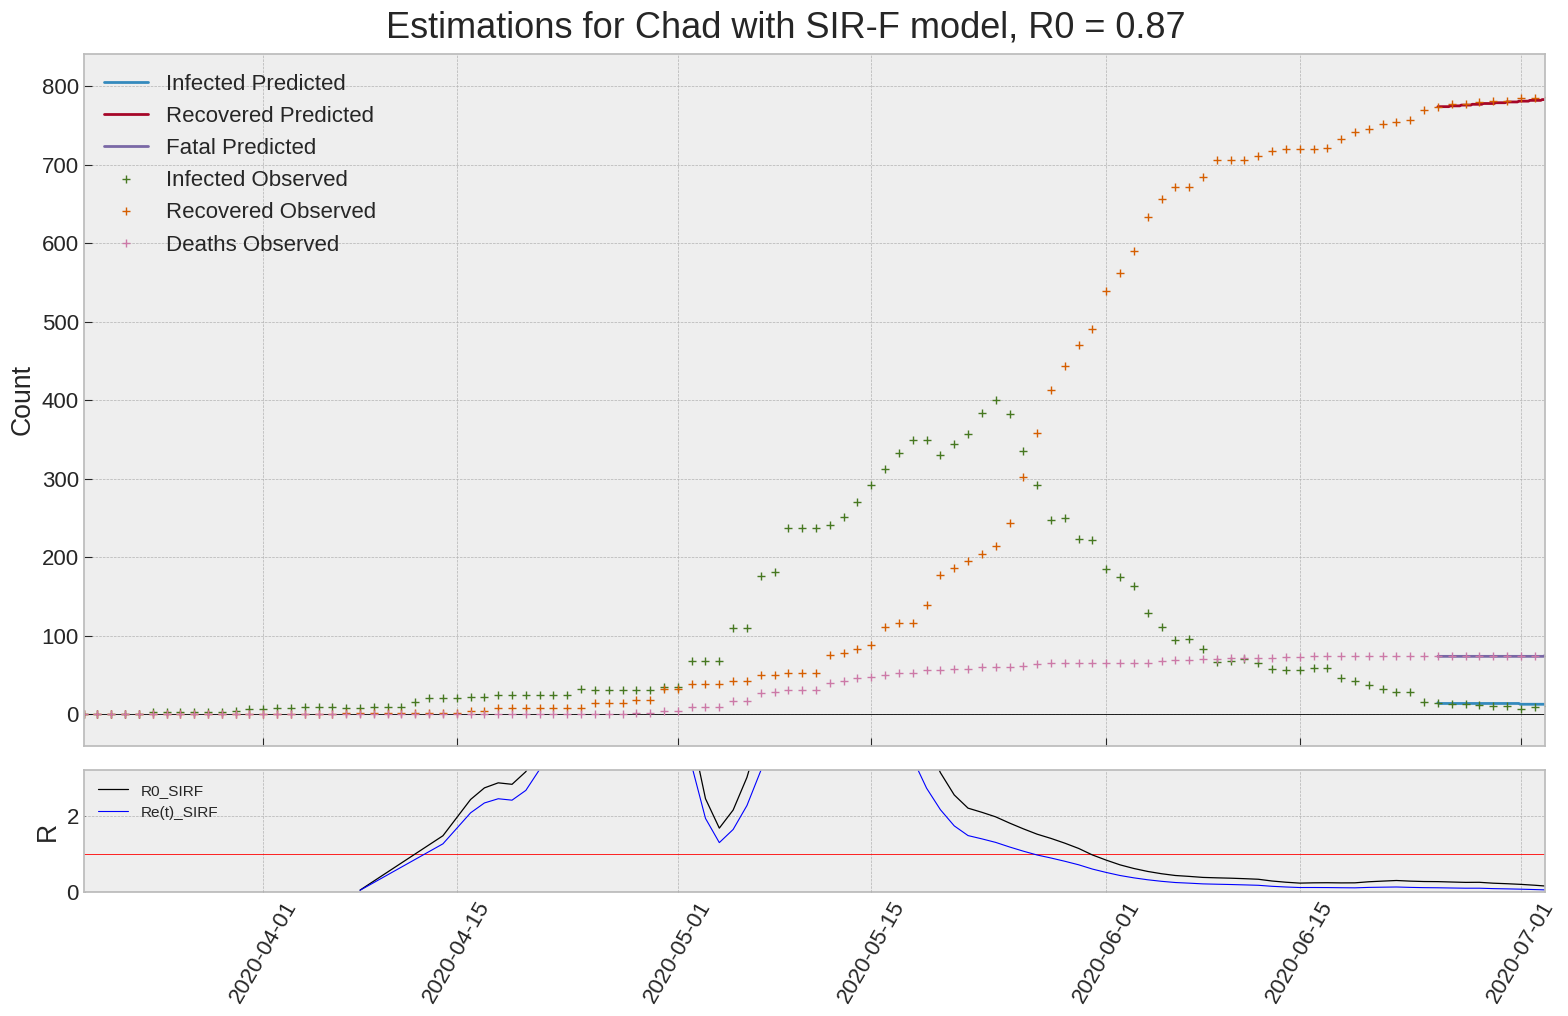 Estimations for Chad with SIR-F model, R0 = 0.87
Count
800
700
600
500
400
300
200
100
0
Infected Predicted
Recovered Predicted
Fatal Predicted
Infected Observed
Recovered Observed
Deaths Observed
R
2
0
R0_SIRF
Re(t)_SIRF
2020-04-01
2020-04-15
2020-05-01
2020-05-15
2020-06-01
2020-06-15
2020-07-01